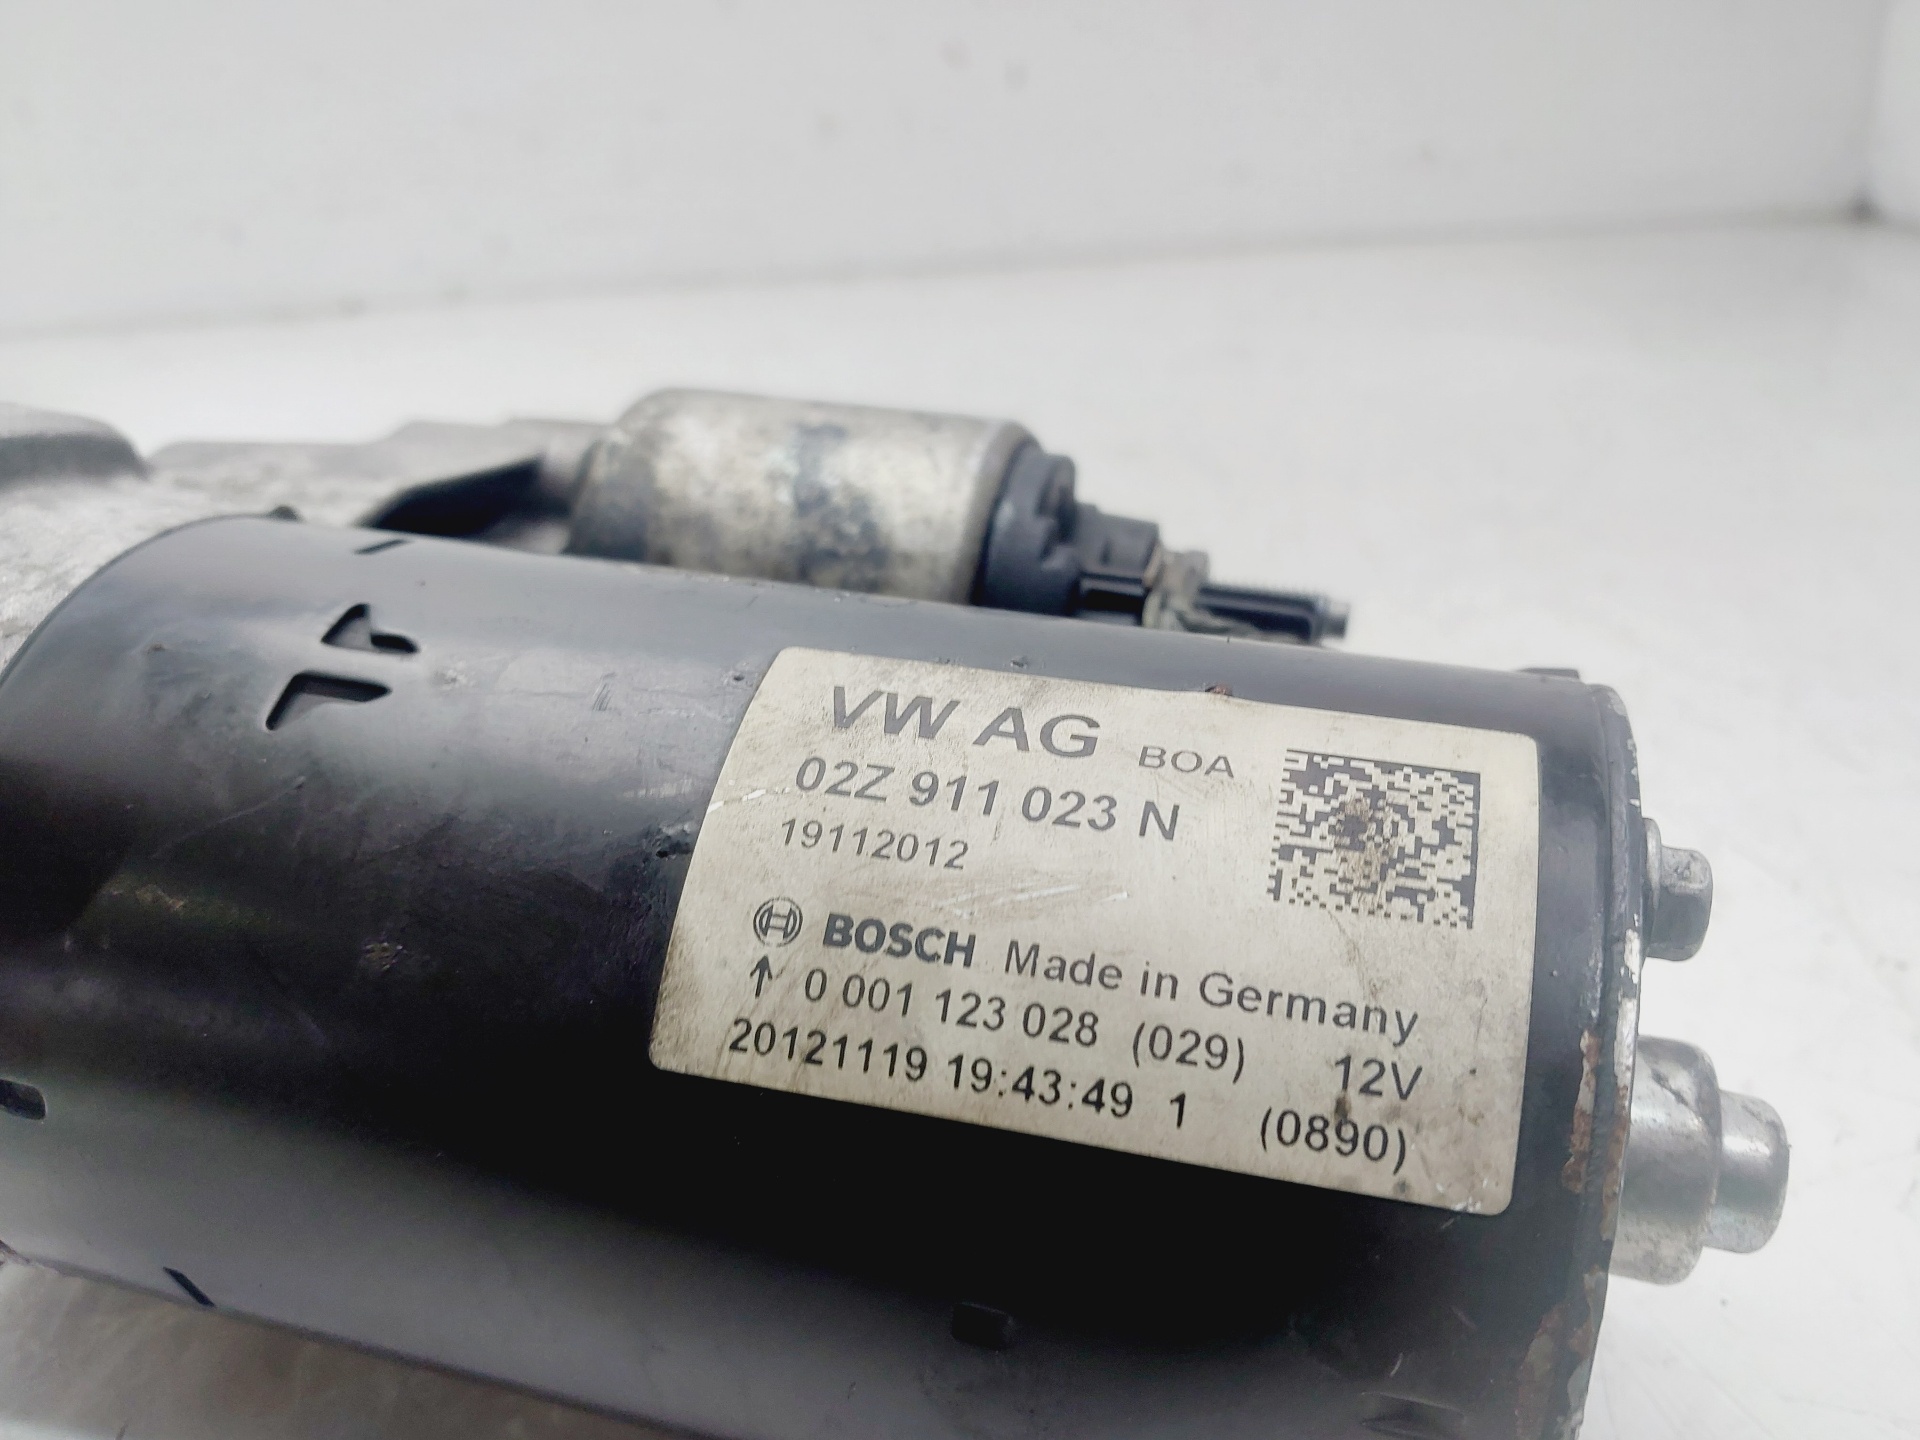 VW AG BOA
02Z 911 023 N
19112012
BOSCH Made in Germany
↑ 0 001 123 028 (029) 12V
20121119 19:43:49 1 (0890)